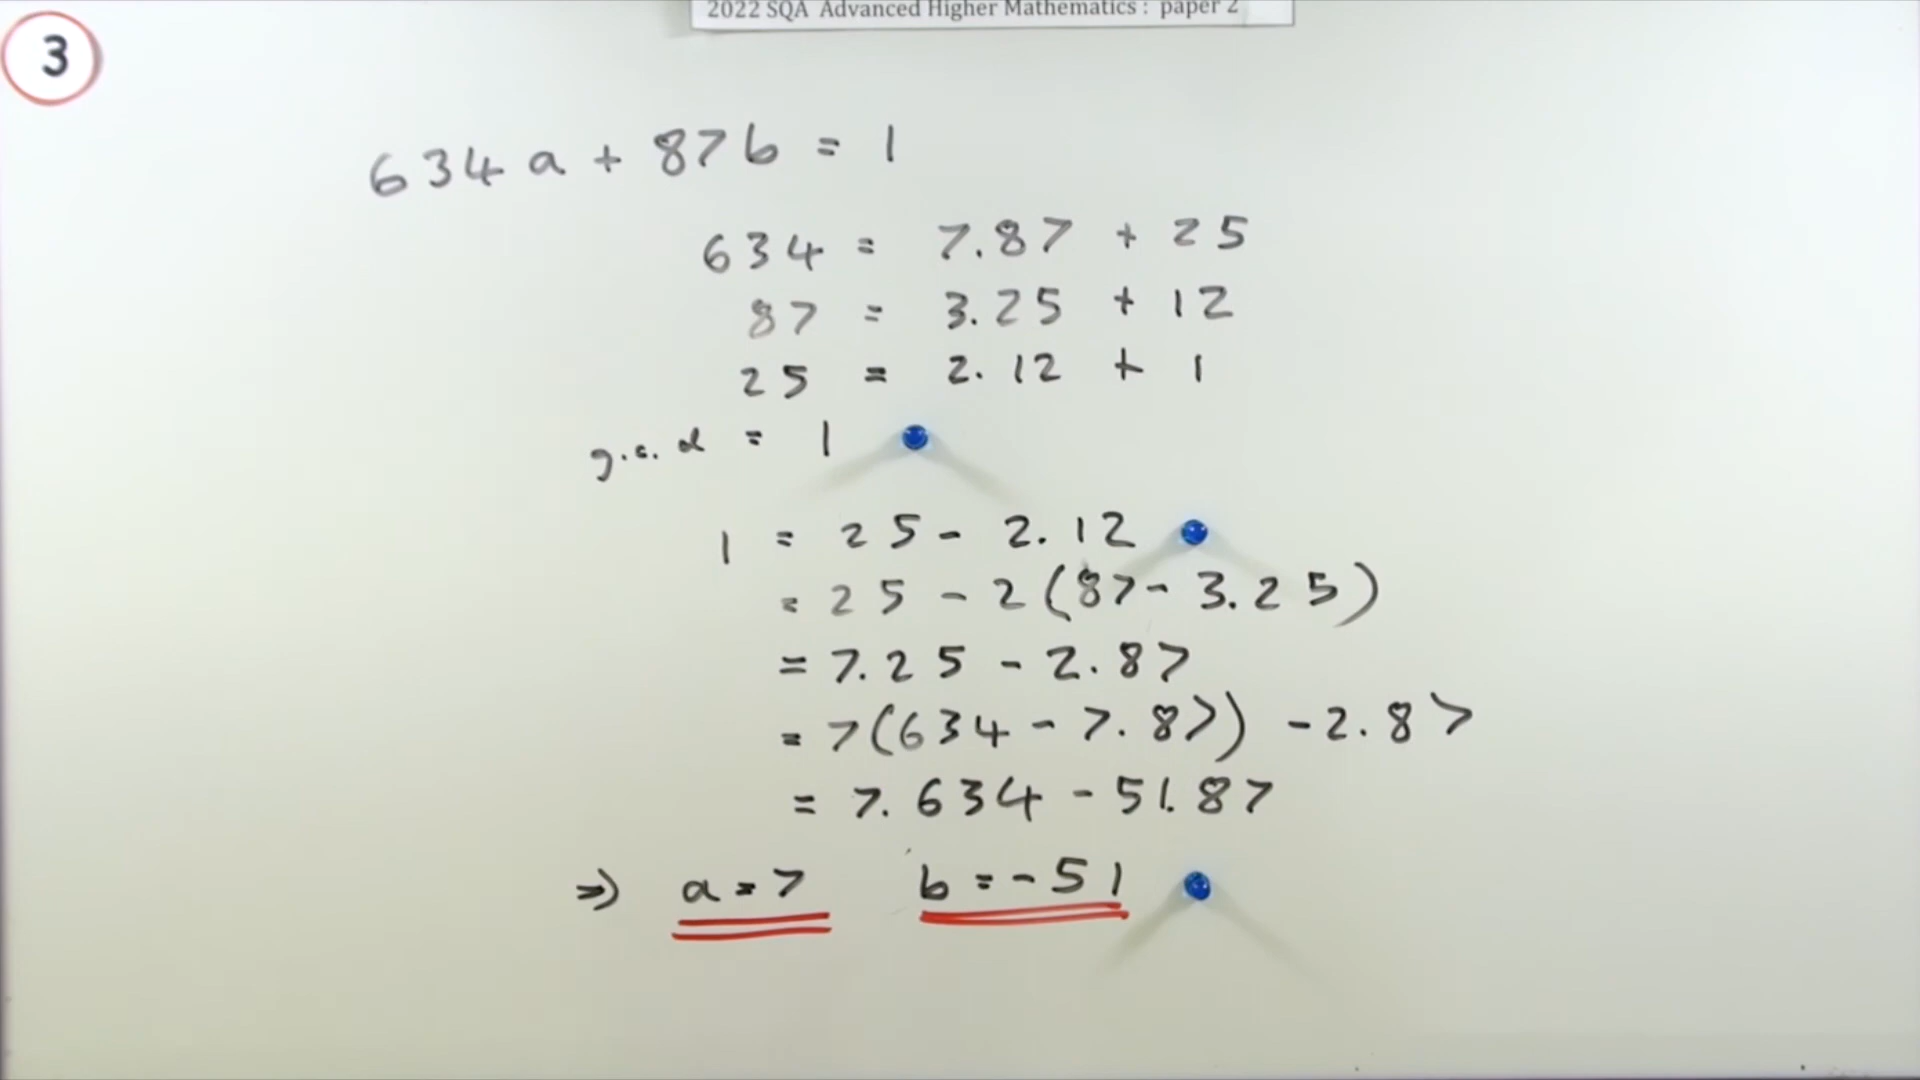 2022 SQA Advanced Higher Mathematics : paper 2
3
634a + 87b = 1
634 = 7.87 + 25
87 = 3.25 + 12
25 = 2.12 + 1
g.c.d = 1
1 = 25 - 2.12
= 25 - 2(87 - 3.25)
= 7.25 - 2.87
= 7(634 - 7.87) - 2.87
= 7.634 - 51.87
⇒ a = 7 b = -51